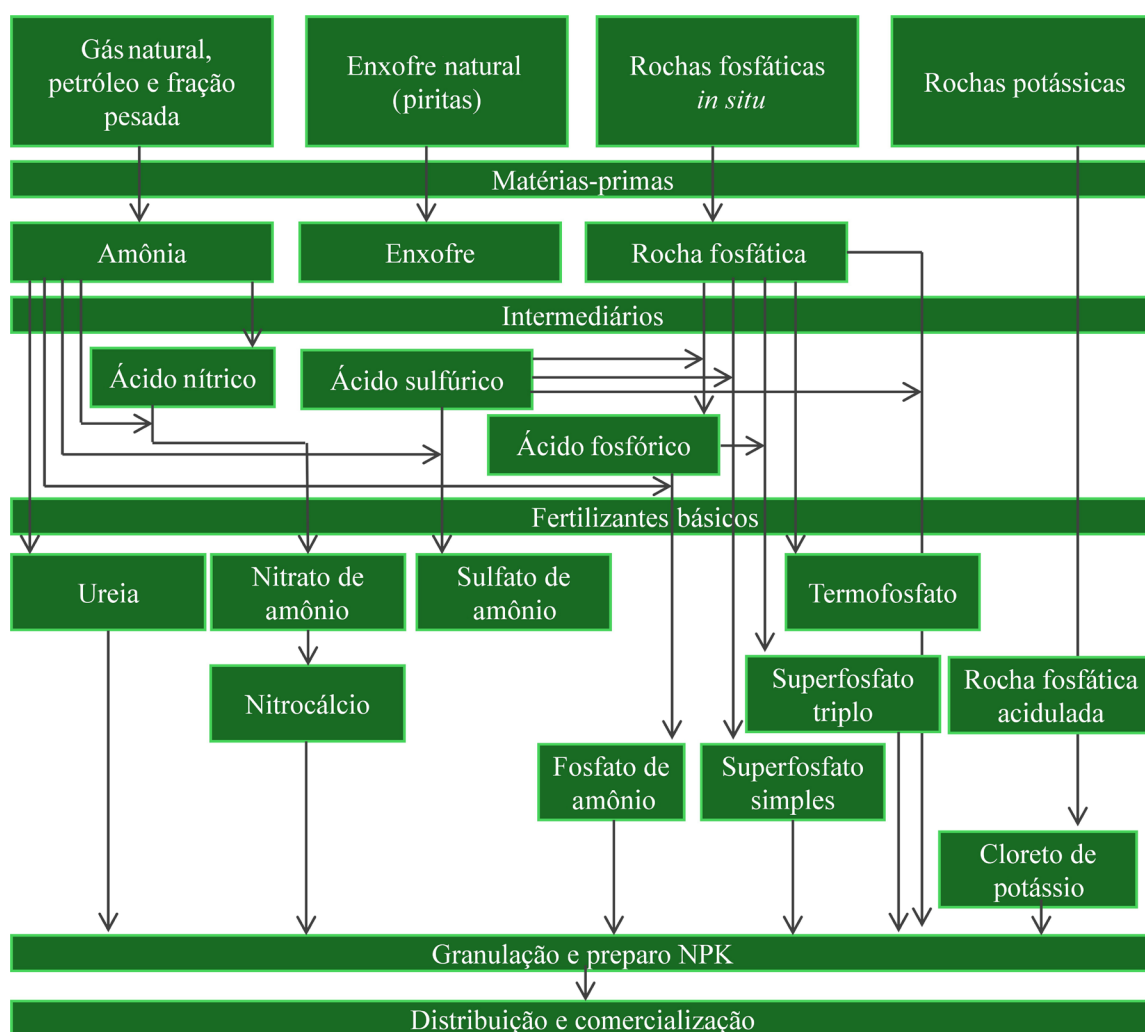 Gás natural,
petróleo e fração
pesada
Enxofre natural
(piritas)
Rochas fosfáticas
in situ
Rochas potássicas
Matérias-primas
Amônia
Enxofre
Rocha fosfática
Intermediários
Ácido nítrico
Ácido sulfúrico
Ácido fosfórico
Fertilizantes básicos
Ureia
Nitrato de
amônio
Sulfato de
amônio
Termofosfato
Nitrocálcio
Superfosfato
triplo
Rocha fosfática
acidulada
Fosfato de
amônio
Superfosfato
simples
Cloreto de
potássio
Granulação e preparo NPK
Distribuição e comercialização